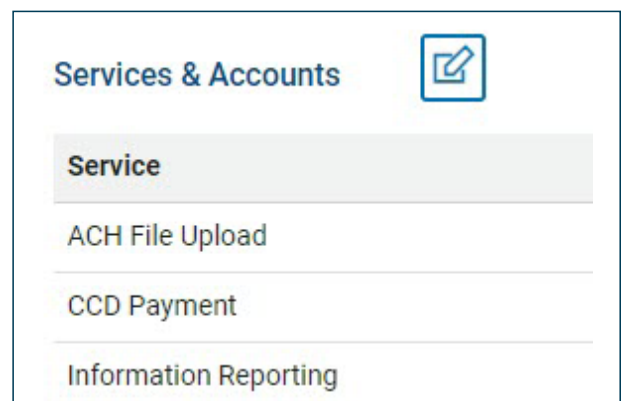 Services & Accounts
Service
ACH File Upload
CCD Payment
Information Reporting